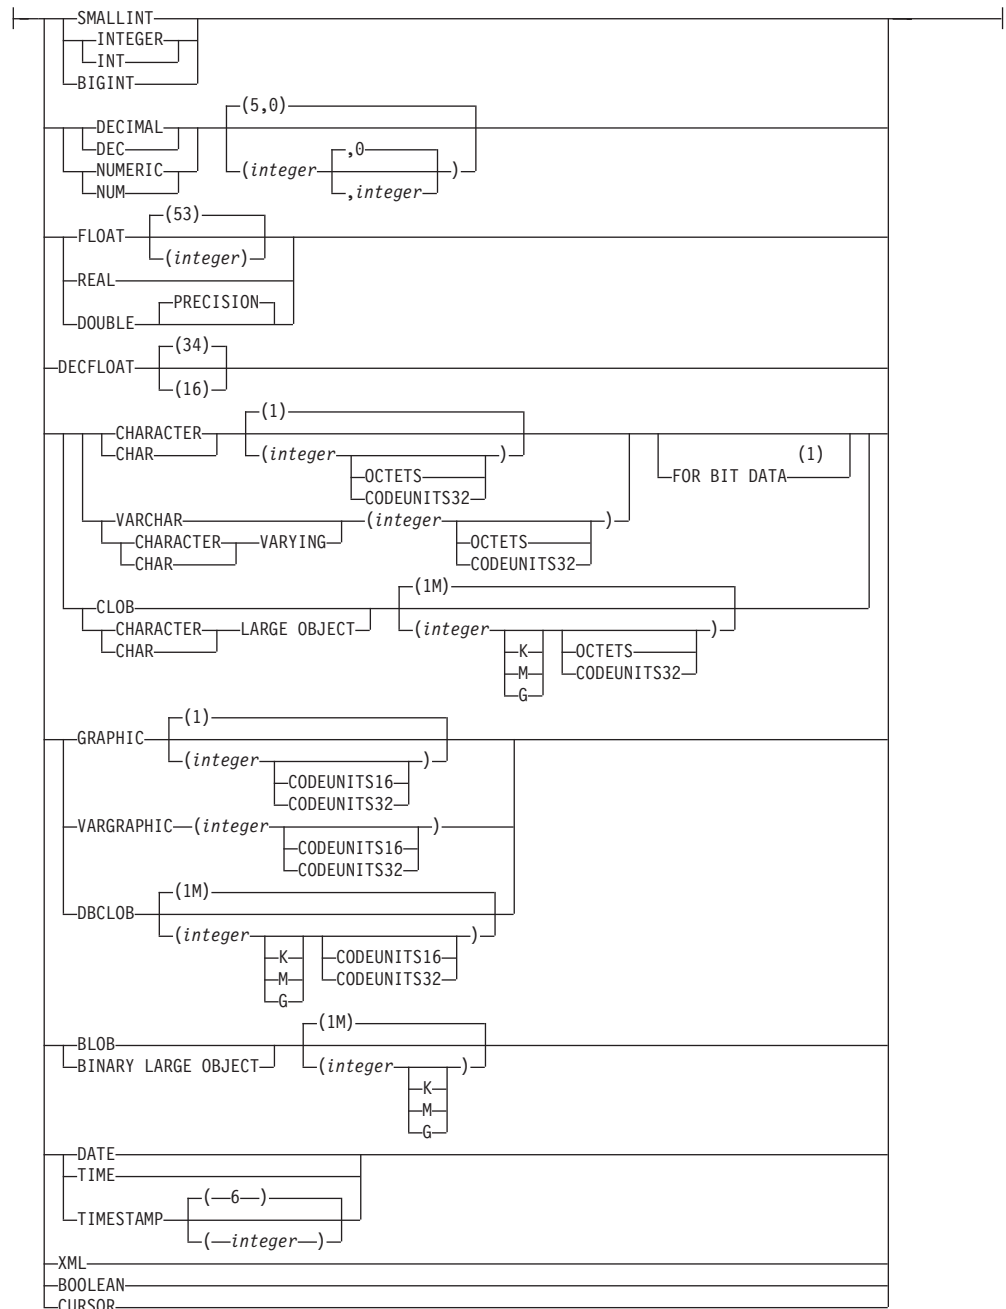 SMALLINT
INTEGER
INT
BIGINT
(5,0)
DECIMAL
DEC ,0
NUMERIC (integer )
NUM ,integer
(53)
FLOAT
(integer)
REAL
PRECISION
DOUBLE
(34)
DECFLOAT
(16)
(1)
CHARACTER
CHAR (integer ) (1)
OCTETS FOR BIT DATA
CODEUNITS32
VARCHAR (integer )
CHARACTER VARYING OCTETS
CHAR CODEUNITS32
(1M)
CLOB
CHARACTER LARGE OBJECT (integer )
CHAR K OCTETS
M CODEUNITS32
G
(1)
GRAPHIC
(integer )
CODEUNITS16
CODEUNITS32
VARGRAPHIC (integer )
CODEUNITS16
CODEUNITS32
(1M)
DBCLOB
(integer )
K CODEUNITS16
M CODEUNITS32
G
(1M)
BLOB
BINARY LARGE OBJECT (integer )
K
M
G
DATE
TIME
( 6 )
TIMESTAMP
( integer )
XML
BOOLEAN
CURSOR